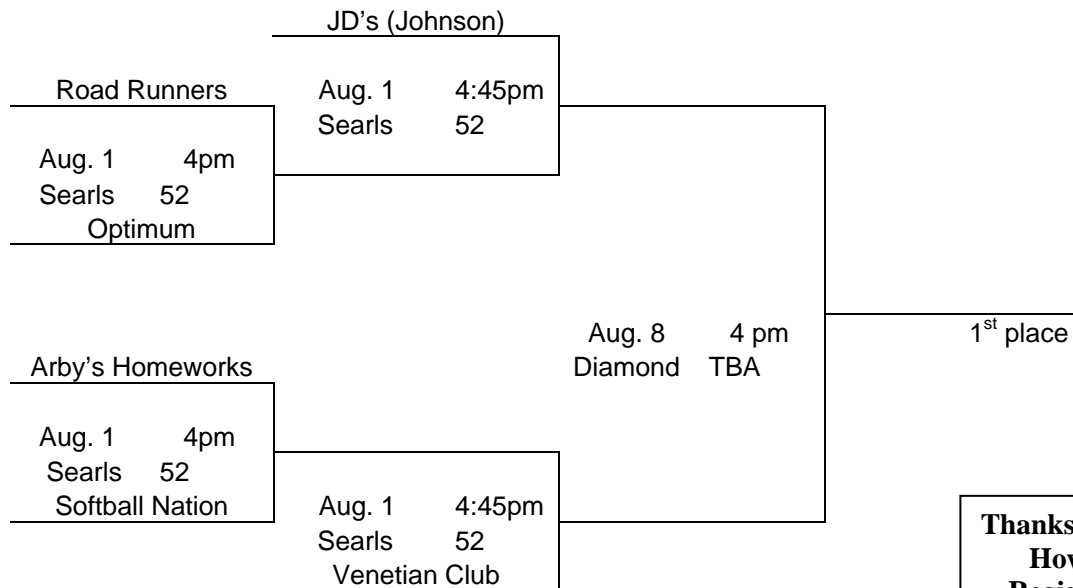 JD's (Johnson)
Road Runners
Aug. 1 4:45pm
Searls 52
Aug. 1 4pm
Searls 52
Optimum
Aug. 8 4 pm
Diamond TBA
1st place
Arby's Homeworks
Aug. 1 4pm
Searls 52
Softball Nation
Aug. 1 4:45pm
Searls 52
Venetian Club
Thanks